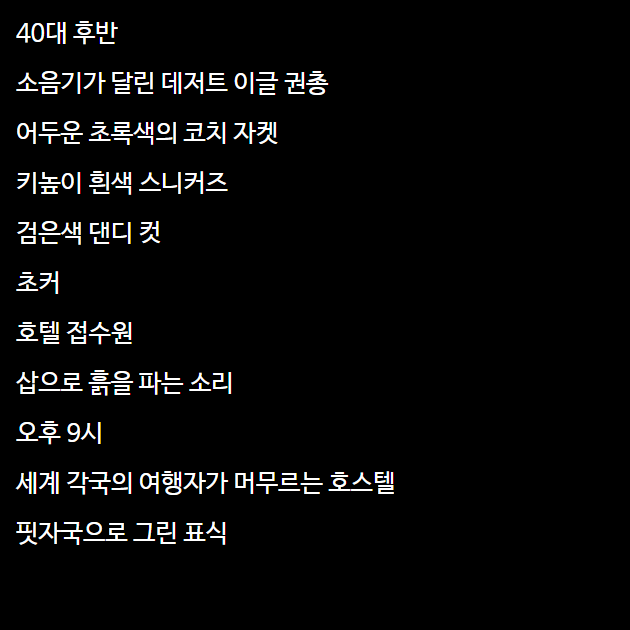 40대 후반
소음기가 달린 데저트 이글 권총
어두운 초록색의 코치 자켓
키높이 흰색 스니커즈
검은색 댄디 컷
초커
호텔 접수원
삽으로 흙을 파는 소리
오후 9시
세계 각국의 여행자가 머무르는 호스텔
핏자국으로 그린 표식